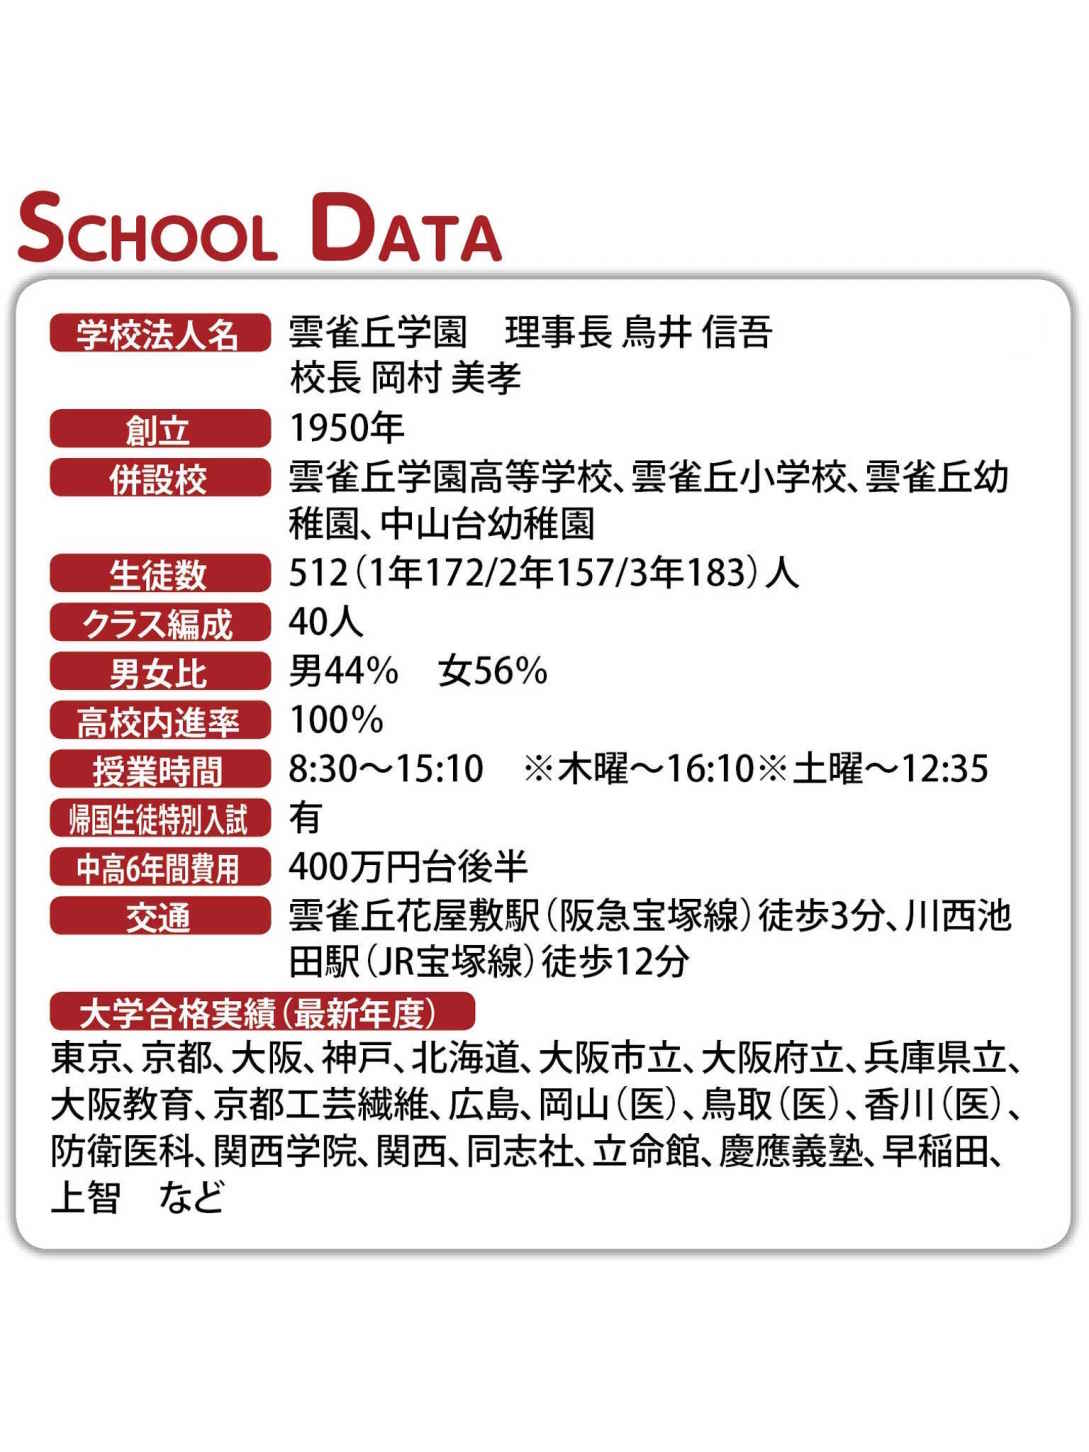 SCHOOL DATA
学校法人名 雲雀丘学園 理事長 鳥井 信吾
校長 岡村 美孝
創立 1950年
併設校 雲雀丘学園高等学校、雲雀丘小学校、雲雀丘幼
稚園、中山台幼稚園
生徒数 512（1年172/2年157/3年183）人
クラス編成 40人
男女比 男44% 女56%
高校内進率 100%
授業時間 8:30～15:10 ※木曜～16:10※土曜～12:35
帰国生徒特別入試 有
中高6年間費用 400万円台後半
交通 雲雀丘花屋敷駅（阪急宝塚線）徒歩3分、川西池
田駅（JR宝塚線）徒歩12分
大学合格実績（最新年度）
東京、京都、大阪、神戸、北海道、大阪市立、大阪府立、兵庫県立、
大阪教育、京都工芸繊維、広島、岡山（医）、鳥取（医）、香川（医）、
防衛医科、関西学院、関西、同志社、立命館、慶應義塾、早稲田、
上智 など